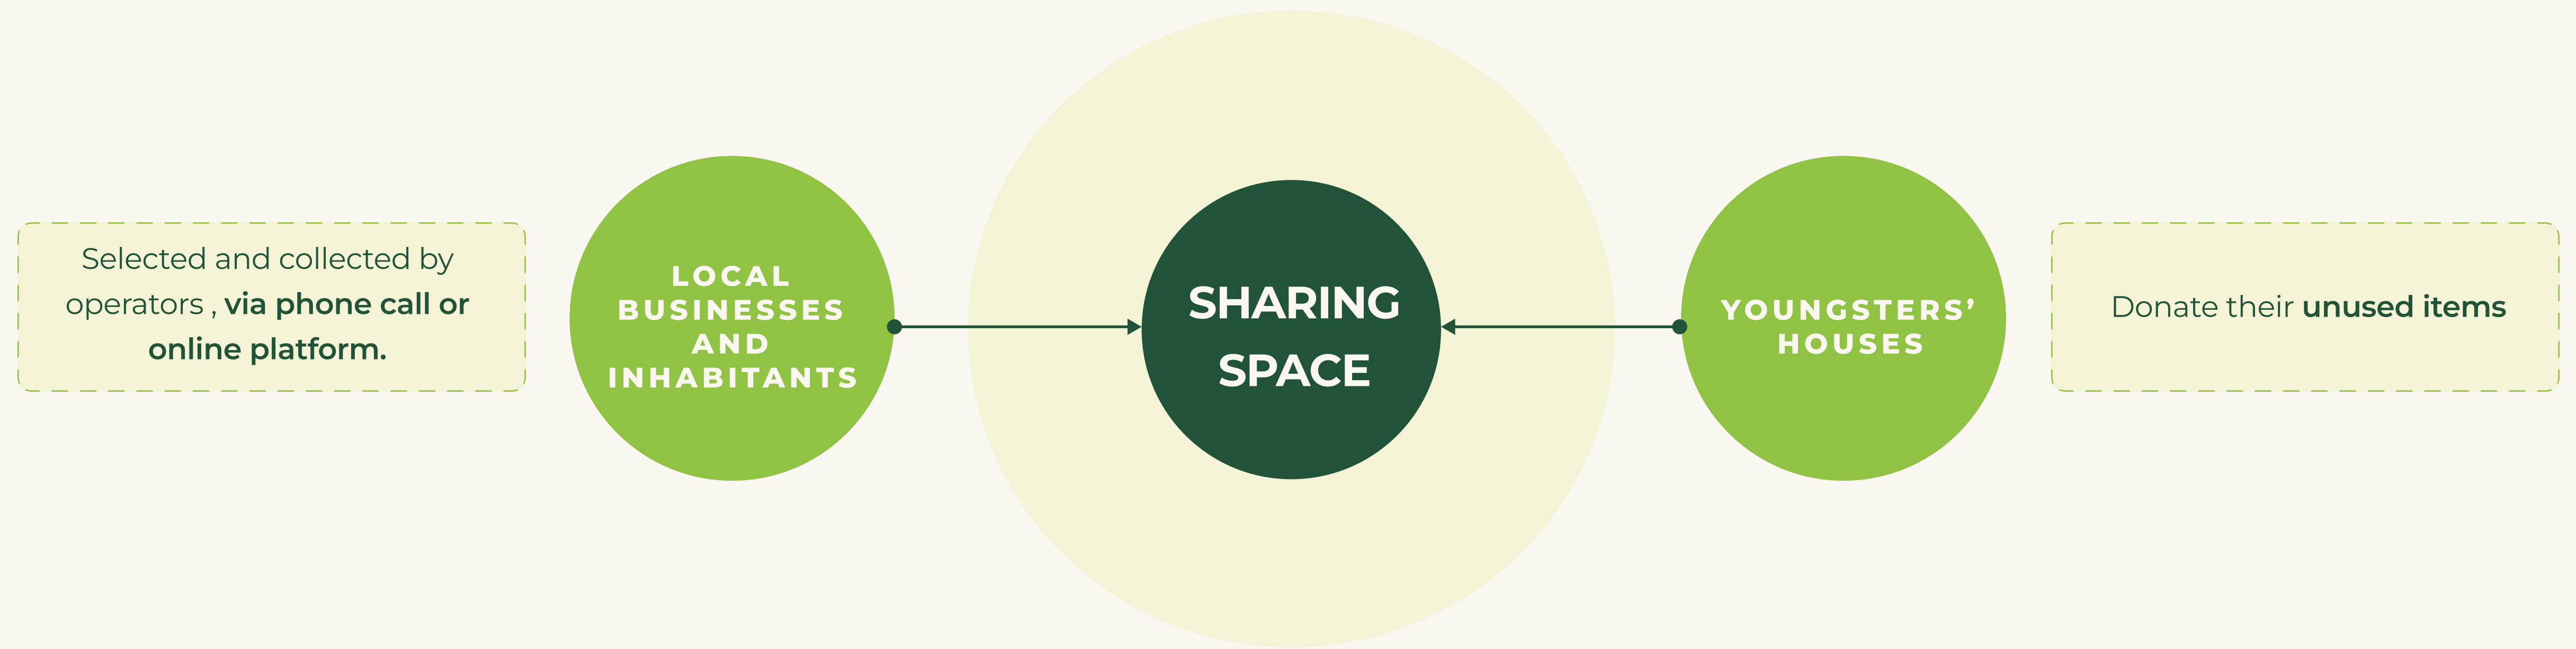 Selected and collected by
operators , via phone call or
online platform.
LOCAL
BUSINESSES
AND
INHABITANTS
SHARING
SPACE
YOUNGSTERS’
HOUSES
Donate their unused items